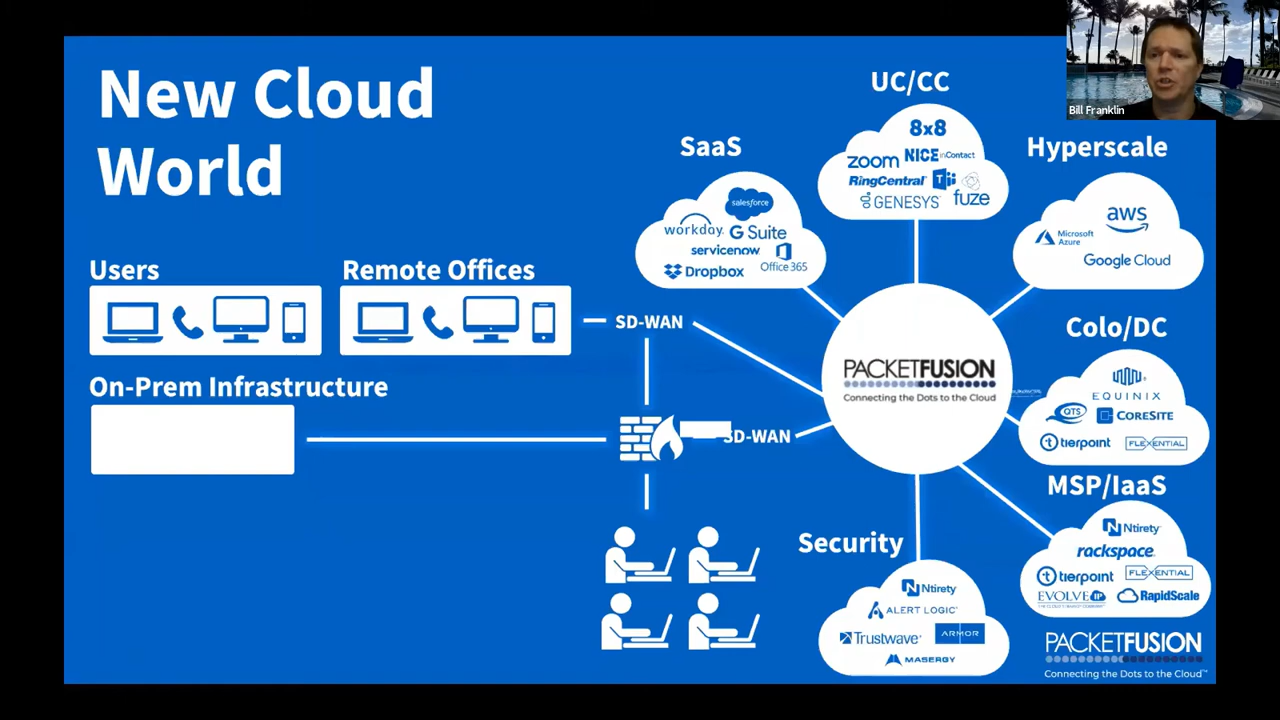 New Cloud
World
Bill Franklin
Users
Remote Offices
On-Prem Infrastructure
SD-WAN
SD-WAN
SaaS
salesforce
workday.
G Suite
servicenow
Dropbox
Office 365
UC/CC
8x8
zoom
NICE inContact
RingCentral
GENESYS
fuze
Hyperscale
aws
Microsoft
Azure
Google Cloud
PACKETFUSION
Connecting the Dots to the Cloud
Colo/DC
EQUINIX
QTS
CORESITE
tierpoint
FLEXENTIAL
MSP/IaaS
Ntirety
rackspace.
tierpoint
FLEXENTIAL
EVOLVE IP
RapidScale
Security
Ntirety
ALERT LOGIC
Trustwave
ARMOR
MASERGY
PACKETFUSION
Connecting the Dots to the Cloud™